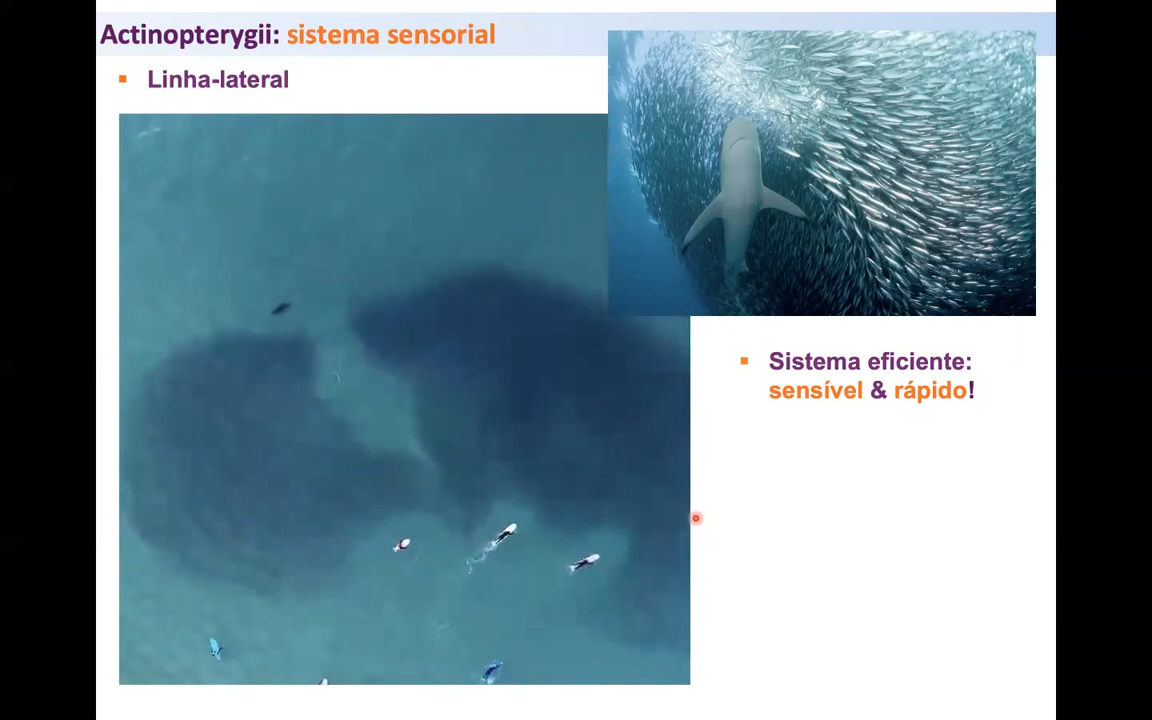 Actinopterygii: sistema sensorial
Linha-lateral
Sistema eficiente:
sensível & rápido!